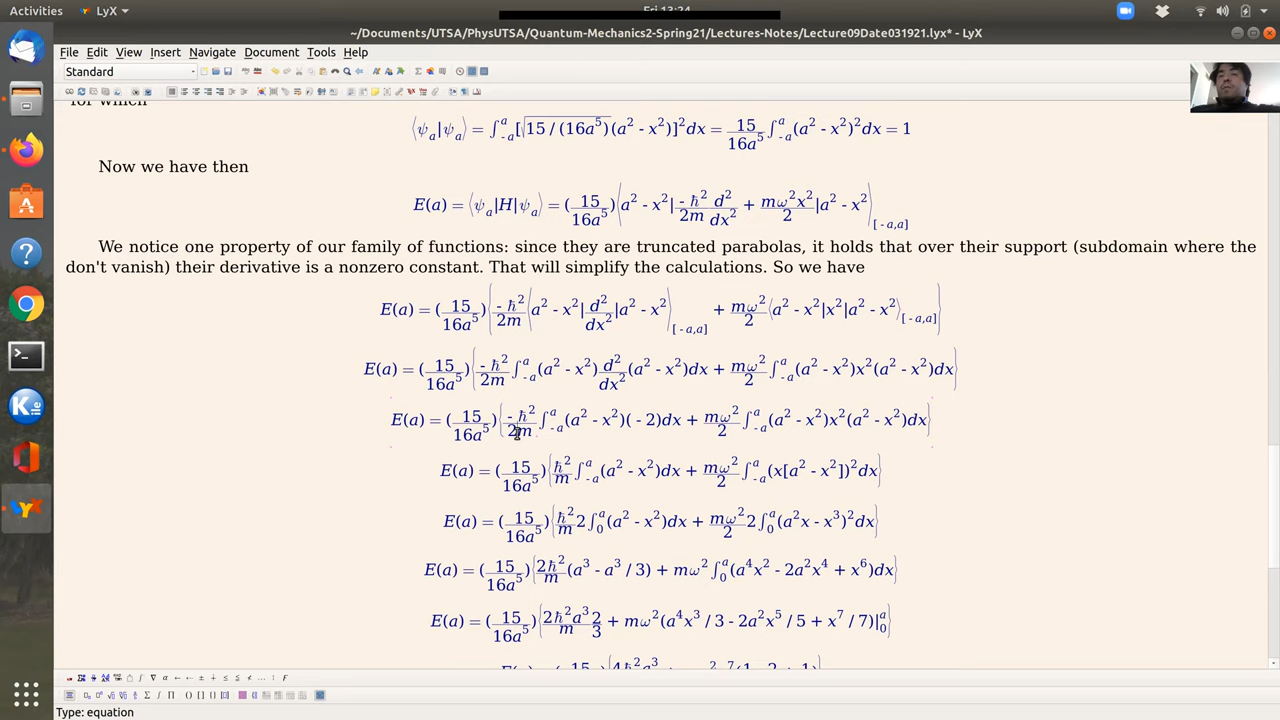 Activities LyX Fri 13:24
~/Documents/UTSA/PhysUTSA/Quantum-Mechanics2-Spring21/Lectures-Notes/Lecture09Date031921.lyx* - LyX
File Edit View Insert Navigate Document Tools Help
Standard
for which
⟨ψ_a|ψ_a⟩ = ∫_{-a}^{a}[√(15 / (16a^5))(a^2 - x^2)]^2dx = 15/16a^5 ∫_{-a}^{a}(a^2 - x^2)^2dx = 1
Now we have then
E(a) = ⟨ψ_a|H|ψ_a⟩ = (15/16a^5)⟨a^2 - x^2| -ħ^2/2m d^2/dx^2 + mω^2x^2/2 |a^2 - x^2⟩_{[-a,a]}
We notice one property of our family of functions: since they are truncated parabolas, it holds that over their support (subdomain where the
don't vanish) their derivative is a nonzero constant. That will simplify the calculations. So we have
E(a) = (15/16a^5){ -ħ^2/2m ⟨a^2 - x^2| d^2/dx^2 |a^2 - x^2⟩_{[-a,a]} + mω^2/2 ⟨a^2 - x^2|x^2|a^2 - x^2⟩_{[-a,a]} }
E(a) = (15/16a^5){ -ħ^2/2m ∫_{-a}^{a}(a^2 - x^2) d^2/dx^2 (a^2 - x^2)dx + mω^2/2 ∫_{-a}^{a}(a^2 - x^2)x^2(a^2 - x^2)dx }
E(a) = (15/16a^5){ -ħ^2/2m ∫_{-a}^{a}(a^2 - x^2)( - 2)dx + mω^2/2 ∫_{-a}^{a}(a^2 - x^2)x^2(a^2 - x^2)dx }
E(a) = (15/16a^5){ ħ^2/m ∫_{-a}^{a}(a^2 - x^2)dx + mω^2/2 ∫_{-a}^{a}(x[a^2 - x^2])^2dx }
E(a) = (15/16a^5){ ħ^2/m 2∫_{0}^{a}(a^2 - x^2)dx + mω^2/2 2∫_{0}^{a}(a^2x - x^3)^2dx }
E(a) = (15/16a^5){ 2ħ^2/m (a^3 - a^3 / 3) + mω^2 ∫_{0}^{a}(a^4x^2 - 2a^2x^4 + x^6)dx }
E(a) = (15/16a^5){ 2ħ^2a^3/m 2/3 + mω^2(a^4x^3 / 3 - 2a^2x^5 / 5 + x^7 / 7)|_0^a }
Type: equation